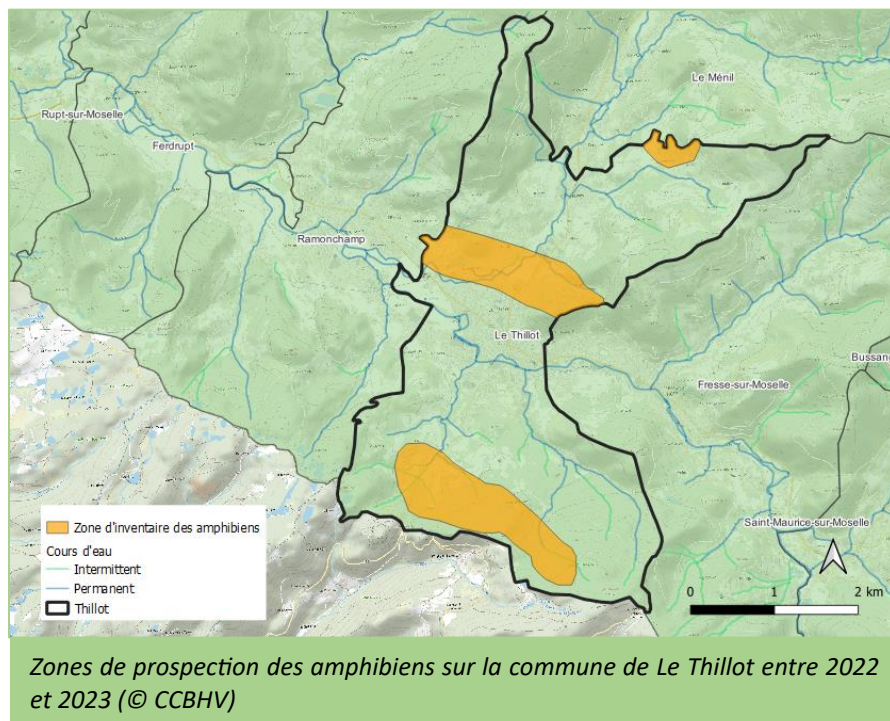 Le Ménil
Rupt-sur-Moselle
Ferdrupt
Ramonchamp
Le Thillot
Bussang
Fresse-sur-Moselle
Saint-Maurice-sur-Moselle
Zone d'inventaire des amphibiens
Cours d'eau
Intermittent
Permanent
Thillot
0 1 2 km
Zones de prospection des amphibiens sur la commune de Le Thillot entre 2022
et 2023 (© CCBHV)